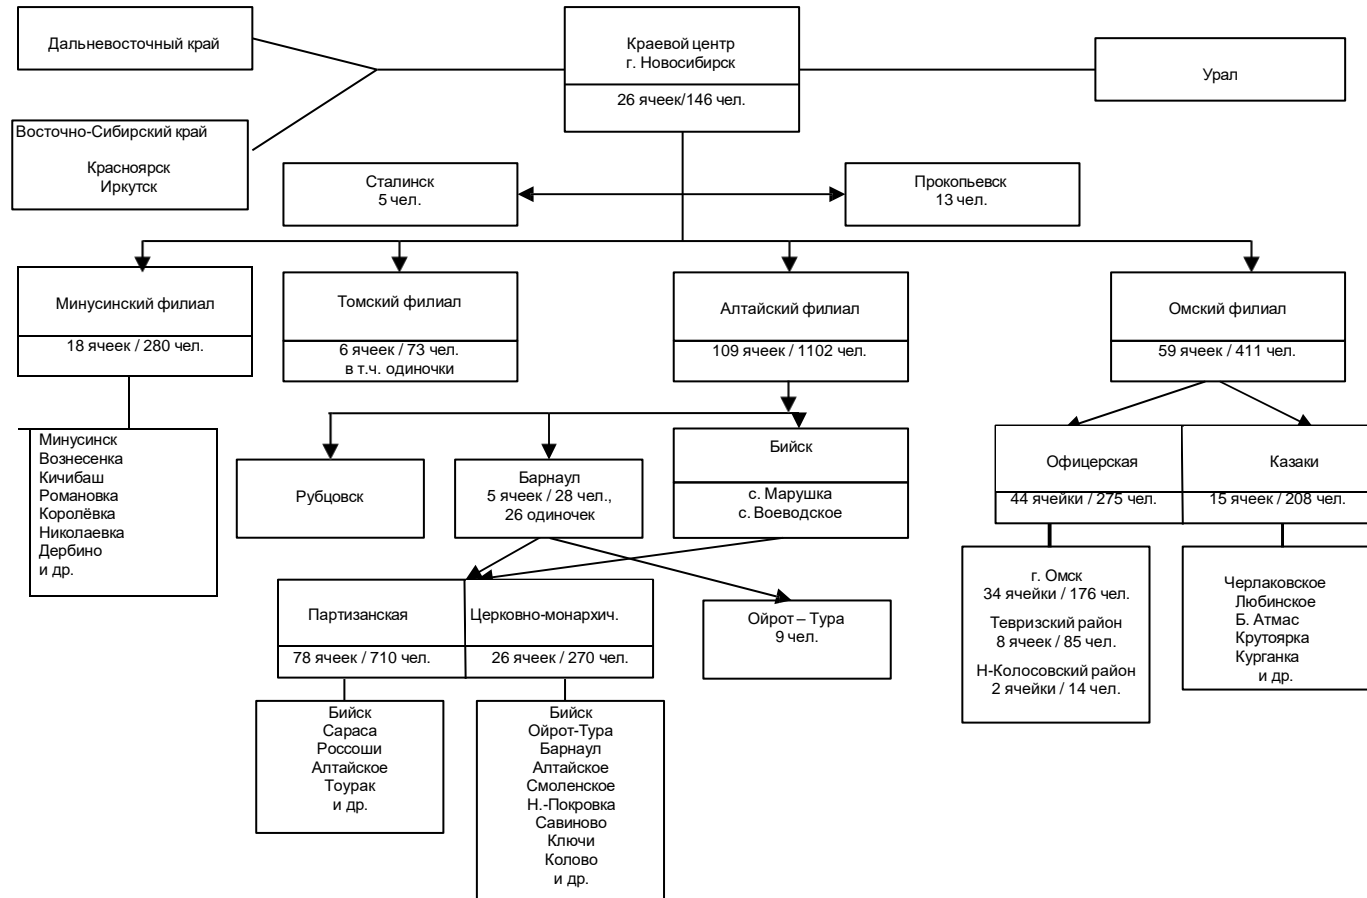 Дальневосточный край
Краевой центр
г. Новосибирск
26 ячеек/146 чел.
Урал
Восточно-Сибирский край
Красноярск
Иркутск
Сталинск
5 чел.
Прокопьевск
13 чел.
Минусинский филиал
18 ячеек / 280 чел.
Томский филиал
6 ячеек / 73 чел.
в т.ч. одиночки
Алтайский филиал
109 ячеек / 1102 чел.
Омский филиал
59 ячеек / 411 чел.
Минусинск
Вознесенка
Кичибаш
Романовка
Королёвка
Николаевка
Дербино
и др.
Рубцовск
Барнаул
5 ячеек / 28 чел.,
26 одиночек
Бийск
с. Марушка
с. Воеводское
Офицерская
44 ячейки / 275 чел.
Казаки
15 ячеек / 208 чел.
Партизанская
78 ячеек / 710 чел.
Церковно-монархич.
26 ячеек / 270 чел.
Ойрот – Тура
9 чел.
г. Омск
34 ячейки / 176 чел.
Тевризский район
8 ячеек / 85 чел.
Н-Колосовский район
2 ячейки / 14 чел.
Черлаковское
Любинское
Б. Атмас
Крутоярка
Курганка
и др.
Бийск
Сараса
Россоши
Алтайское
Тоурак
и др.
Бийск
Ойрот-Тура
Барнаул
Алтайское
Смоленское
Н.-Покровка
Савиново
Ключи
Колово
и др.